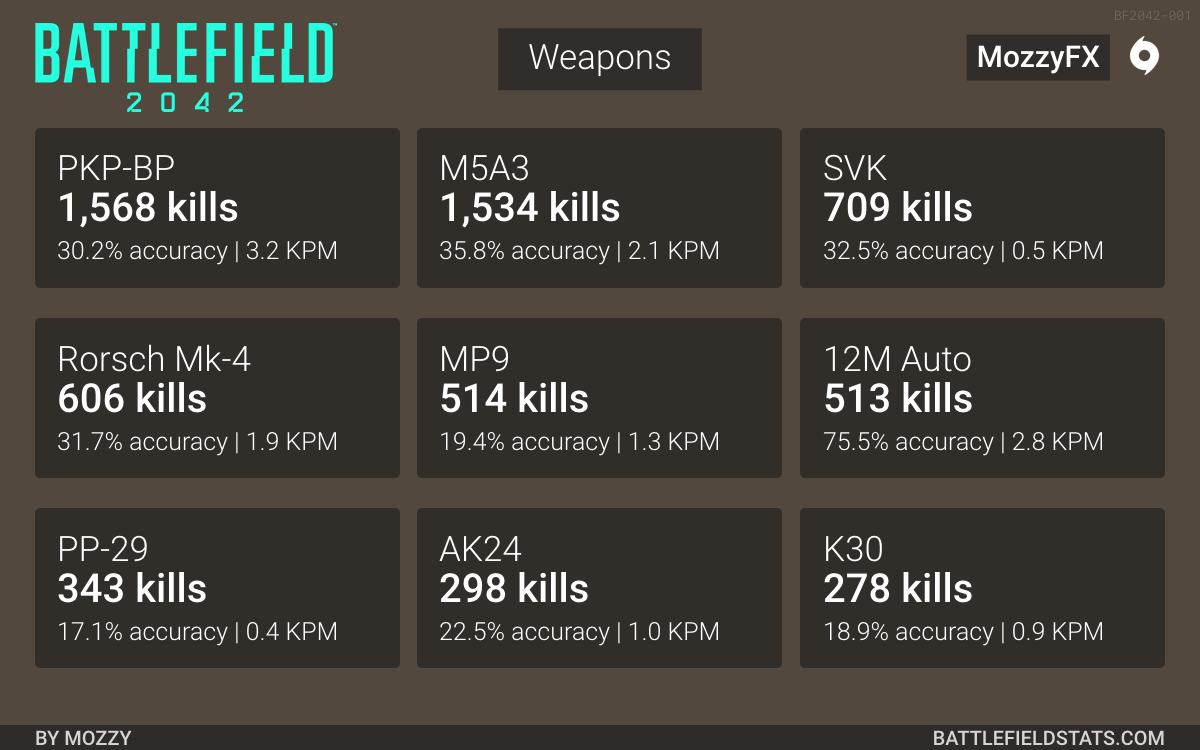 BF2042-001
BATTLEFIELD™
2042
Weapons
MozzyFX
PKP-BP
1,568 kills
30.2% accuracy | 3.2 KPM
M5A3
1,534 kills
35.8% accuracy | 2.1 KPM
SVK
709 kills
32.5% accuracy | 0.5 KPM
Rorsch Mk-4
606 kills
31.7% accuracy | 1.9 KPM
MP9
514 kills
19.4% accuracy | 1.3 KPM
12M Auto
513 kills
75.5% accuracy | 2.8 KPM
PP-29
343 kills
17.1% accuracy | 0.4 KPM
AK24
298 kills
22.5% accuracy | 1.0 KPM
K30
278 kills
18.9% accuracy | 0.9 KPM
BY MOZZY
BATTLEFIELDSTATS.COM